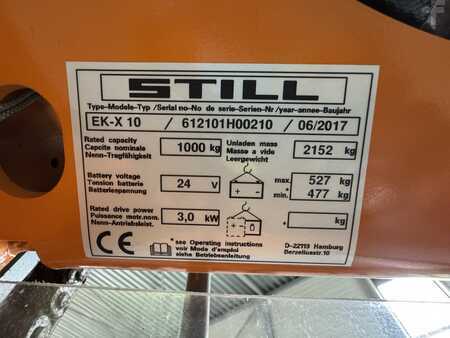 STILL
Type-Modele-Typ /Serial no-No de serie-Serien-Nr /year-annee-Baujahr
EK-X 10 / 612101H00210 / 06/2017
Rated capacity
Capcite nominale
Nenn-Tragfähigkeit
1000 kg
Unladen mass
Masse a vide
Leergewicht
2152 kg
Battery voltage
Tension batterie
Batteriespannung
24 V
+ -
max. 527 kg
min.* 477 kg
Rated drive power
Puissance motr.nom.
Nenn-Antriebsleist.
3,0 kW
+ -
* kg
CE
* see Operating instructions
voir Mode d'emploi
siehe Betriebsanleitung
D-22113 Hamburg
Berzeliusstr.10